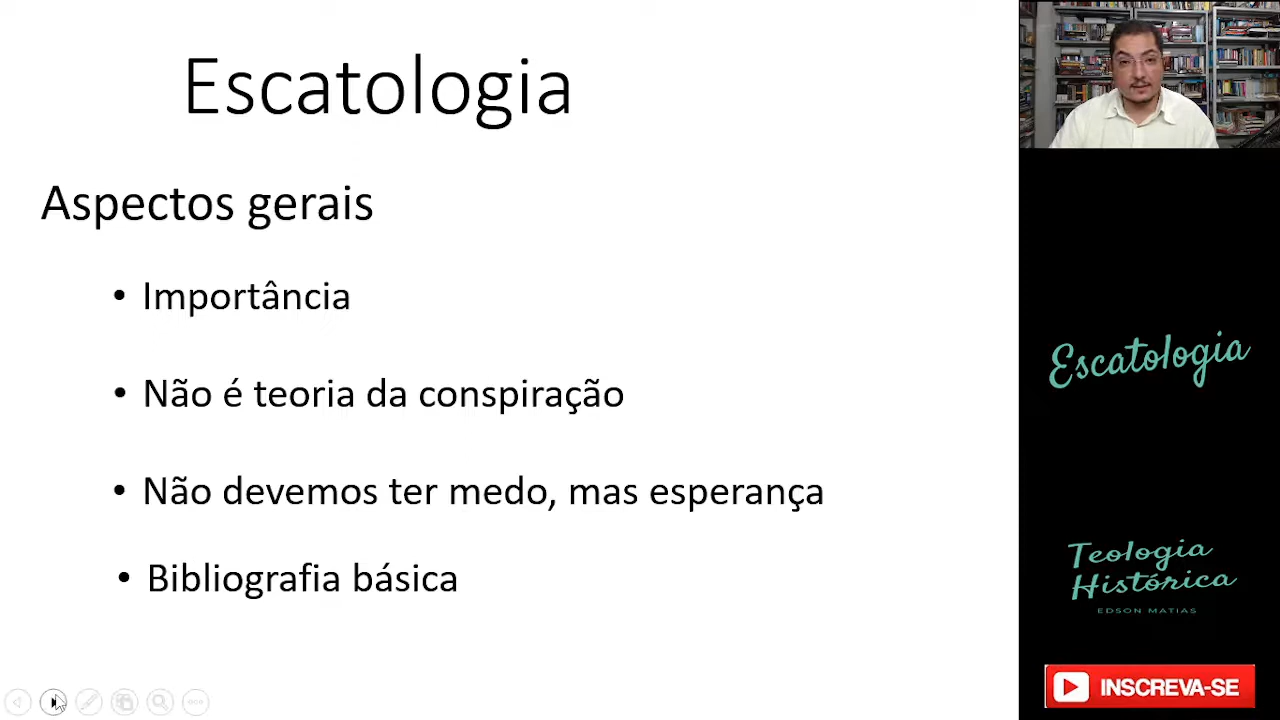 Escatologia
Aspectos gerais
• Importância
• Não é teoria da conspiração
• Não devemos ter medo, mas esperança
• Bibliografia básica
Escatologia
Teologia
Histórica
EDSON MATIAS
INSCREVA-SE